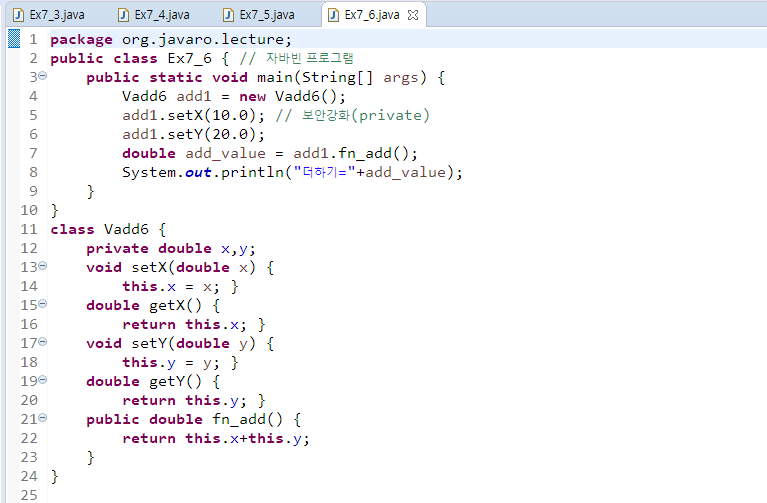 Ex7_3.java Ex7_4.java Ex7_5.java Ex7_6.java
1 package org.javaro.lecture;
2 public class Ex7_6 { // 자바빈 프로그램
3 public static void main(String[] args) {
4 Vadd6 add1 = new Vadd6();
5 add1.setX(10.0); // 보안강화(private)
6 add1.setY(20.0);
7 double add_value = add1.fn_add();
8 System.out.println("더하기="+add_value);
9 }
10 }
11 class Vadd6 {
12 private double x,y;
13 void setX(double x) {
14 this.x = x; }
15 double getX() {
16 return this.x; }
17 void setY(double y) {
18 this.y = y; }
19 double getY() {
20 return this.y; }
21 public double fn_add() {
22 return this.x+this.y;
23 }
24 }
25